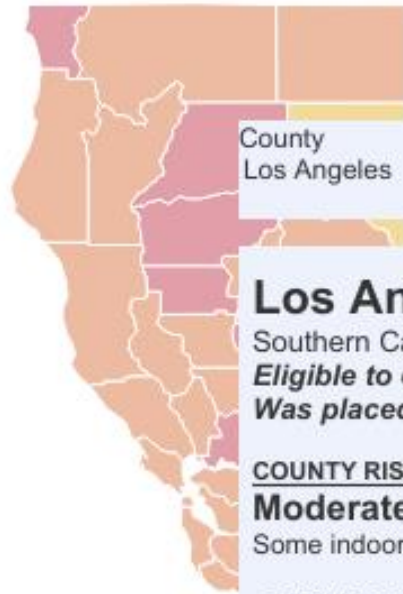 County
Los Angeles
Los An
Southern Ca
Eligible to
Was placed
COUNTY RIS
Moderate
Some indoor